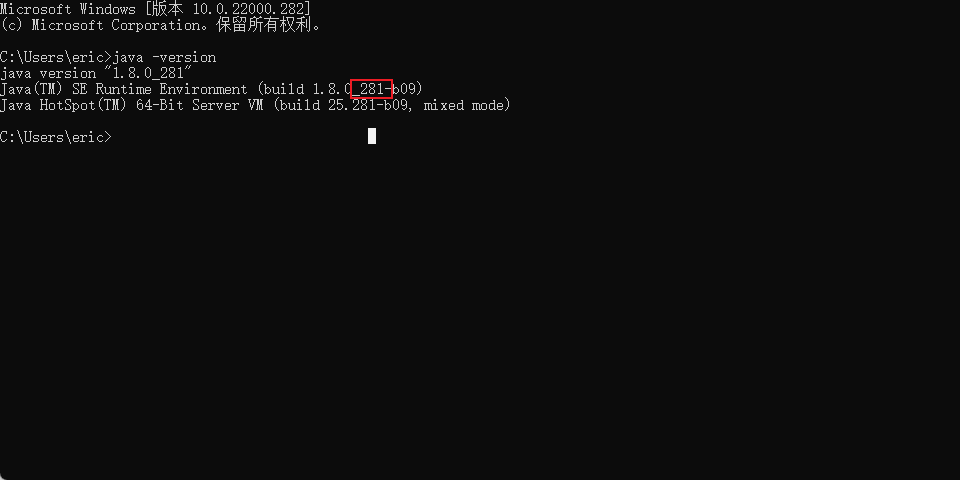 Microsoft Windows [版本 10.0.22000.282]
(c) Microsoft Corporation。保留所有权利。
C:\Users\eric>java -version
java version "1.8.0_281"
Java(TM) SE Runtime Environment (build 1.8.0_281-b09)
Java HotSpot(TM) 64-Bit Server VM (build 25.281-b09, mixed mode)
C:\Users\eric>